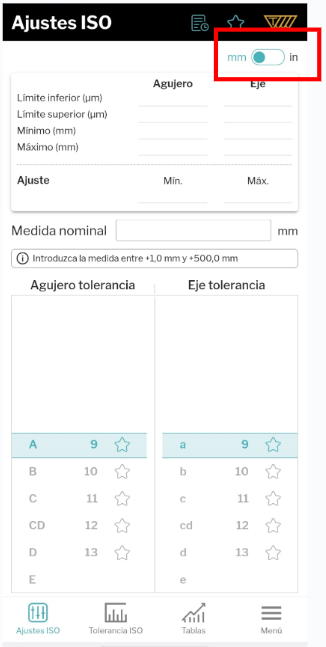 Ajustes ISO
mm in
Agujero Eje
Límite inferior (µm)
Límite superior (µm)
Mínimo (mm)
Máximo (mm)
Ajuste Mín. Máx.
Medida nominal mm
Introduzca la medida entre +1,0 mm y +500,0 mm
Agujero tolerancia Eje tolerancia
A 9 a 9
B 10 b 10
C 11 c 11
CD 12 cd 12
D 13 d 13
E e
Ajustes ISO Tolerancia ISO Tablas Menú